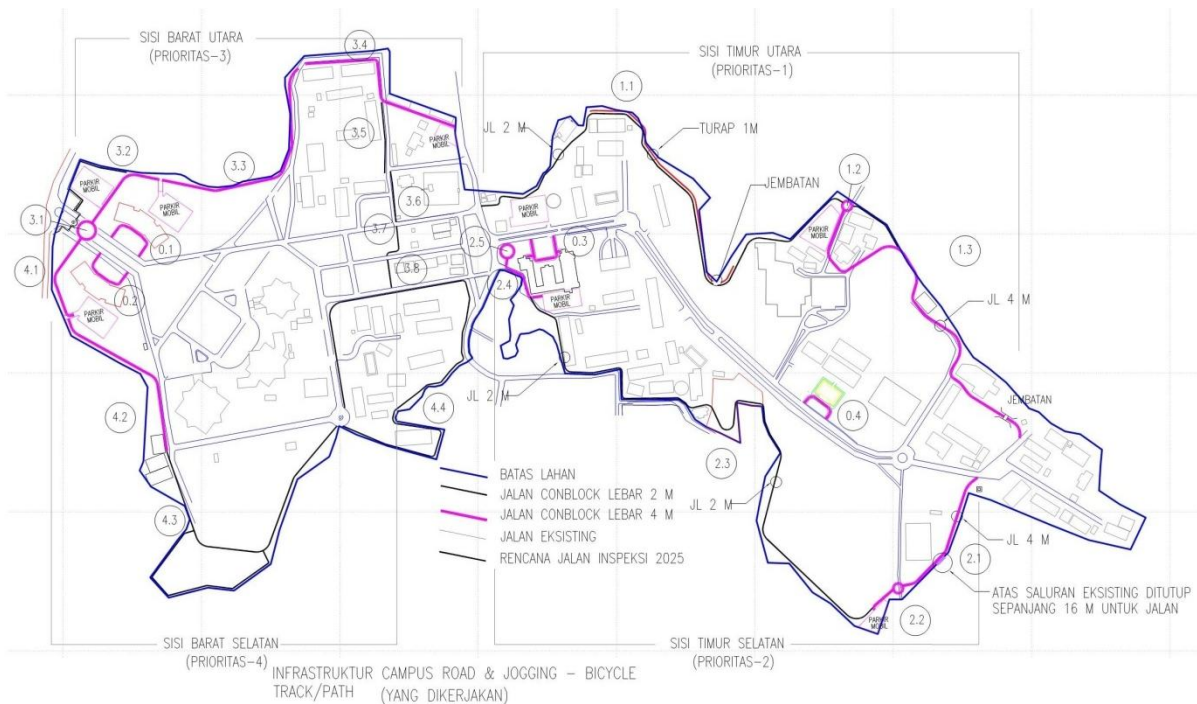 SISI BARAT UTARA
(PRIORITAS-3)
3.4
SISI TIMUR UTARA
(PRIORITAS-1)
1.1
JL 2 M
TURAP 1M
3.5
PARKIR MOBIL
3.2
3.3
PARKIR MOBIL
PARKIR MOBIL
JEMBATAN
1.2
3.6
3.1
0.1
3.7
PARKIR MOBIL
PARKIR MOBIL
2.5
0.3
1.3
4.1
0.2
3.8
2.4
PARKIR MOBIL
PARKIR MOBIL
JL 4 M
JL 2 M
JEMBATAN
4.2
4.4
0.4
2.3
BATAS LAHAN
JALAN CONBLOCK LEBAR 2 M
JALAN CONBLOCK LEBAR 4 M
JALAN EKSISTING
RENCANA JALAN INSPEKSI 2025
JL 2 M
4.3
JL 4 M
2.1
ATAS SALURAN EKSISTING DITUTUP
SEPANJANG 16 M UNTUK JALAN
PARKIR MOBIL
2.2
SISI BARAT SELATAN
(PRIORITAS-4)
SISI TIMUR SELATAN
(PRIORITAS-2)
INFRASTRUKTUR CAMPUS ROAD & JOGGING - BICYCLE
TRACK/PATH (YANG DIKERJAKAN)